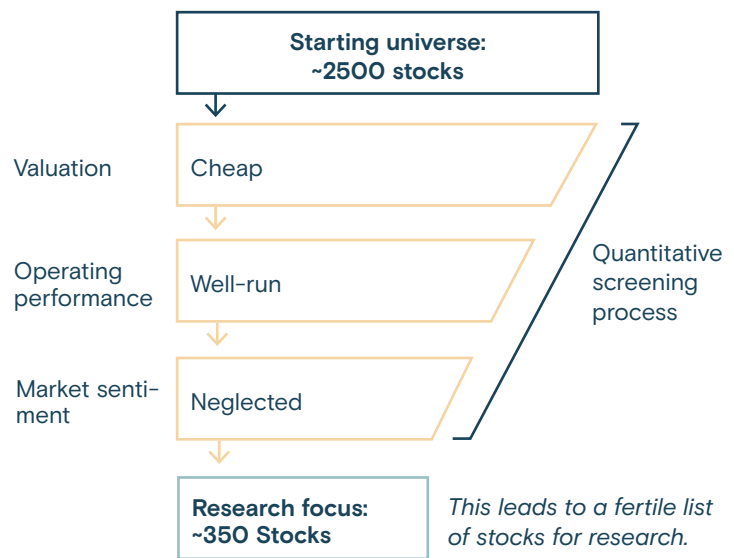 Starting universe:
~2500 stocks
Valuation
Cheap
Operating
performance
Well-run
Quantitative
screening
process
Market senti-
ment
Neglected
Research focus:
~350 Stocks
This leads to a fertile list
of stocks for research.